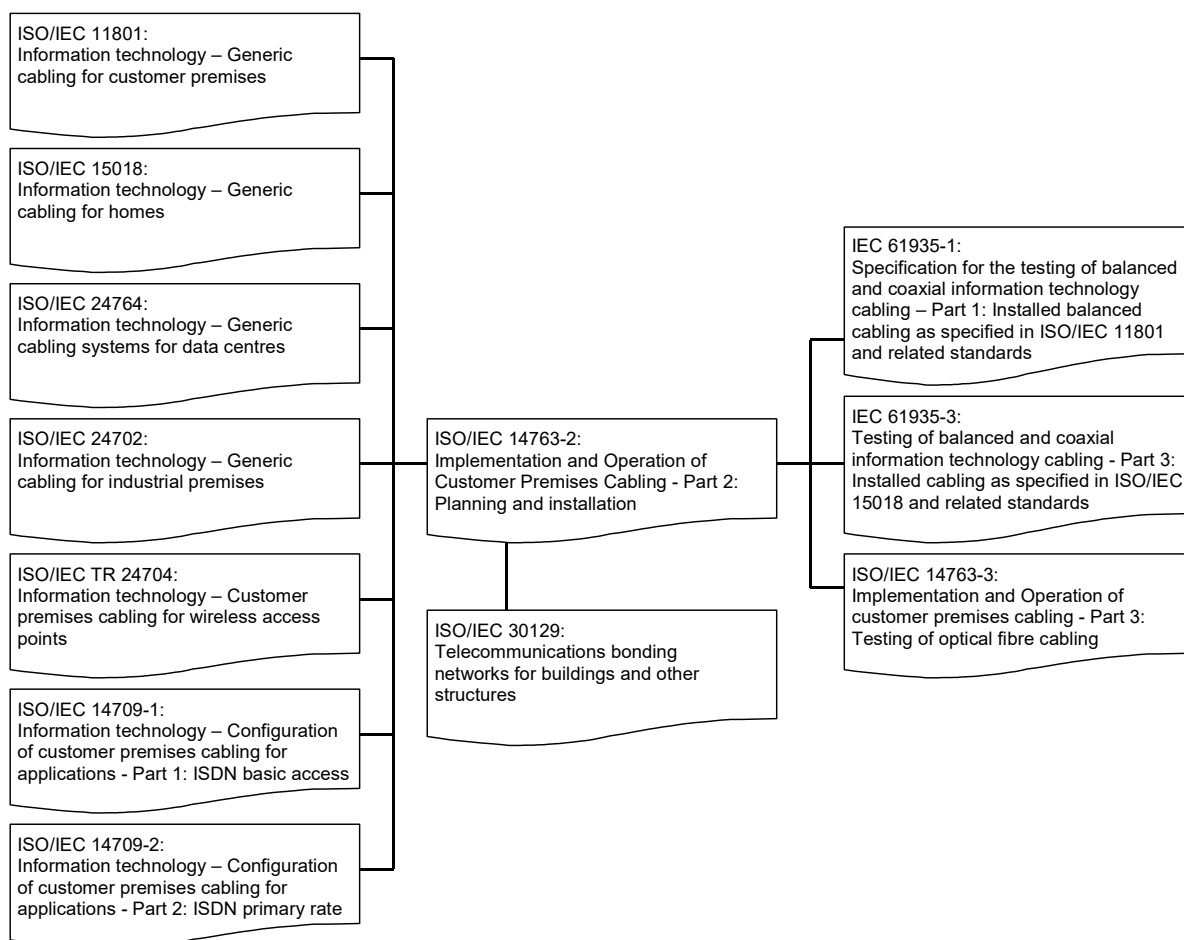 ISO/IEC 11801:
Information technology – Generic
cabling for customer premises
ISO/IEC 15018:
Information technology – Generic
cabling for homes
ISO/IEC 24764:
Information technology – Generic
cabling systems for data centres
ISO/IEC 24702:
Information technology – Generic
cabling for industrial premises
ISO/IEC TR 24704:
Information technology – Customer
premises cabling for wireless access
points
ISO/IEC 14709-1:
Information technology – Configuration
of customer premises cabling for
applications - Part 1: ISDN basic access
ISO/IEC 14709-2:
Information technology – Configuration
of customer premises cabling for
applications - Part 2: ISDN primary rate
ISO/IEC 14763-2:
Implementation and Operation of
Customer Premises Cabling - Part 2:
Planning and installation
ISO/IEC 30129:
Telecommunications bonding
networks for buildings and other
structures
IEC 61935-1:
Specification for the testing of balanced
and coaxial information technology
cabling – Part 1: Installed balanced
cabling as specified in ISO/IEC 11801
and related standards
IEC 61935-3:
Testing of balanced and coaxial
information technology cabling - Part 3:
Installed cabling as specified in ISO/IEC
15018 and related standards
ISO/IEC 14763-3:
Implementation and Operation of
customer premises cabling - Part 3:
Testing of optical fibre cabling